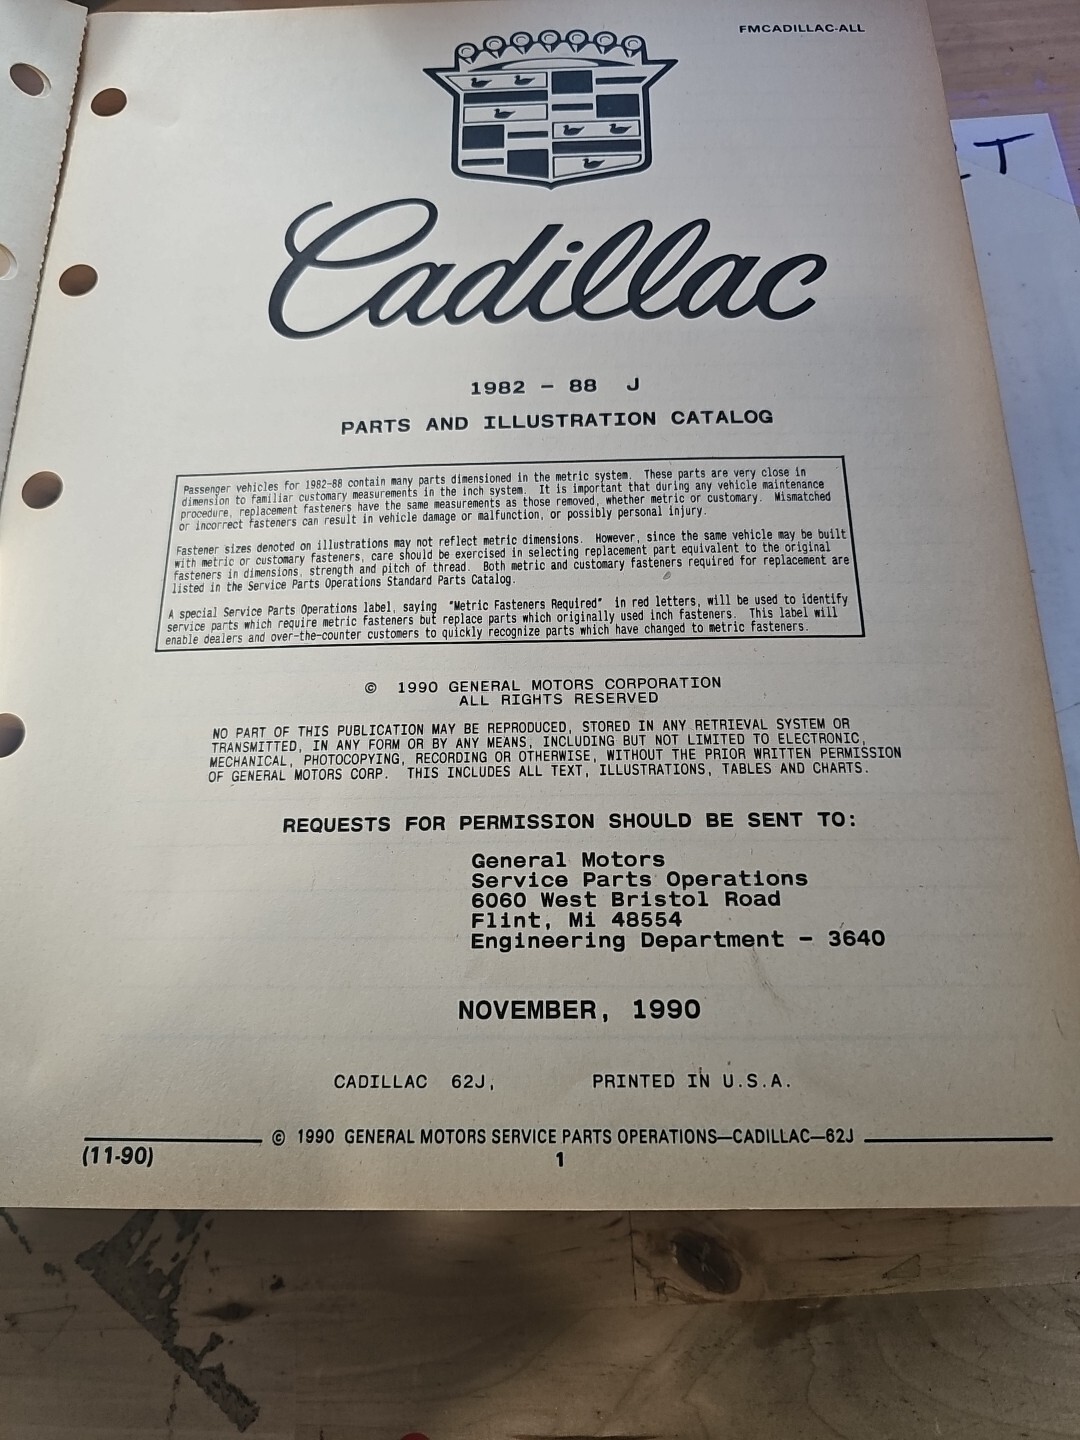 FMCADILLAC-ALL
Cadillac
1982 - 88 J
PARTS AND ILLUSTRATION CATALOG
Passenger vehicles for 1982-88 contain many parts dimensioned in the metric system. These parts are very close in
dimension to familiar customary measurements in the inch system. It is important that during any vehicle maintenance
procedure, replacement fasteners have the same measurements as those removed, whether metric or customary. Mismatched
or incorrect fasteners can result in vehicle damage or malfunction, or possibly personal injury.
Fastener sizes denoted on illustrations may not reflect metric dimensions. However, since the same vehicle may be built
with metric or customary fasteners, care should be exercised in selecting replacement part equivalent to the original
fasteners in dimensions, strength and pitch of thread. Both metric and customary fasteners required for replacement are
listed in the Service Parts Operations Standard Parts Catalog.
A special Service Parts Operations label, saying "Metric Fasteners Required" in red letters, will be used to identify
service parts which require metric fasteners but replace parts which originally used inch fasteners. This label will
enable dealers and over-the-counter customers to quickly recognize parts which have changed to metric fasteners.
© 1990 GENERAL MOTORS CORPORATION
ALL RIGHTS RESERVED
NO PART OF THIS PUBLICATION MAY BE REPRODUCED, STORED IN ANY RETRIEVAL SYSTEM OR
TRANSMITTED, IN ANY FORM OR BY ANY MEANS, INCLUDING BUT NOT LIMITED TO ELECTRONIC,
MECHANICAL, PHOTOCOPYING, RECORDING OR OTHERWISE, WITHOUT THE PRIOR WRITTEN PERMISSION
OF GENERAL MOTORS CORP. THIS INCLUDES ALL TEXT, ILLUSTRATIONS, TABLES AND CHARTS.
REQUESTS FOR PERMISSION SHOULD BE SENT TO:
General Motors
Service Parts Operations
6060 West Bristol Road
Flint, Mi 48554
Engineering Department - 3640
NOVEMBER, 1990
CADILLAC 62J, PRINTED IN U.S.A.
© 1990 GENERAL MOTORS SERVICE PARTS OPERATIONS—CADILLAC—62J
(11-90) 1